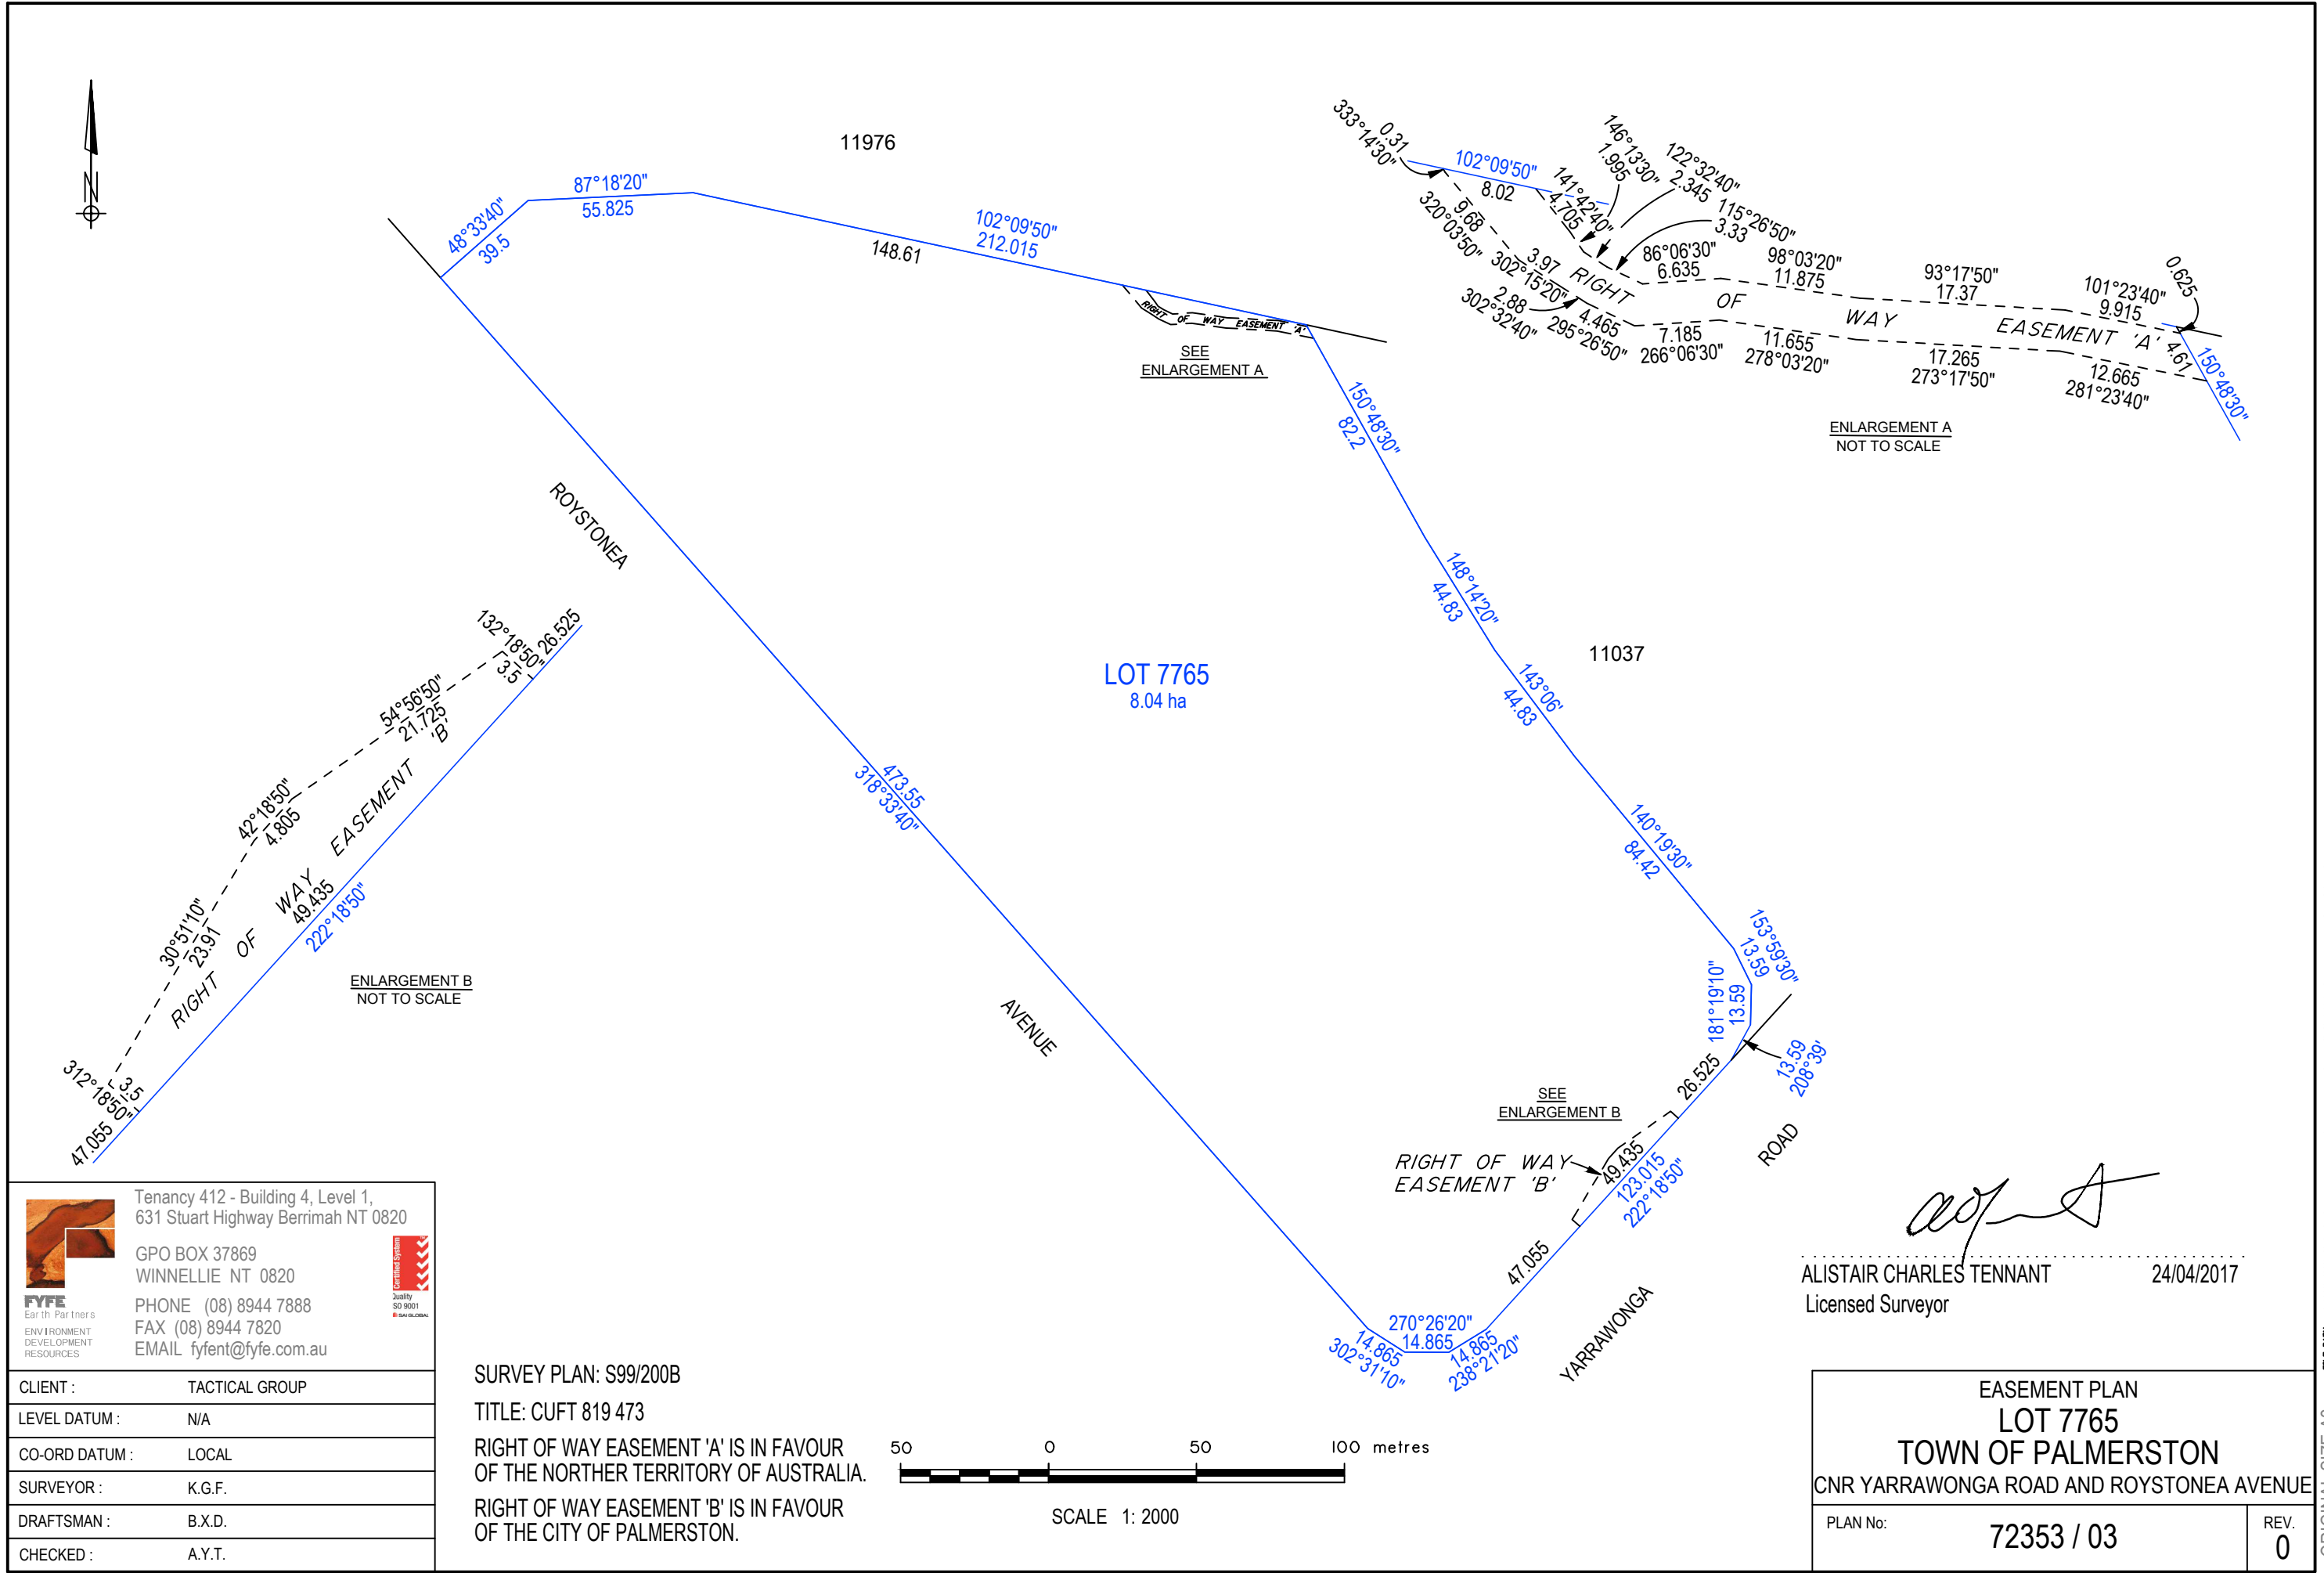 N
11976
48°33'40"
39.5
87°18'20"
55.825
102°09'50"
212.015
148.61
RIGHT OF WAY EASEMENT 'A'
SEE
ENLARGEMENT A
333°14'30"
0.31
102°09'50"
8.02
141°42'40"
4.705
146°13'30"
1.995
122°32'40"
2.345
115°26'50"
3.33
86°06'30"
6.635
98°03'20"
11.875
93°17'50"
17.37
101°23'40"
9.915
0.625
9.68
320°03'50"
3.97
302°15'20"
2.88
302°32'40"
4.465
295°26'50"
7.185
266°06'30"
11.655
278°03'20"
17.265
273°17'50"
12.665
281°23'40"
4.61
150°48'30"
RIGHT OF WAY EASEMENT 'A'
ENLARGEMENT A
NOT TO SCALE
150°48'30"
82.2
148°14'20"
44.83
143°06'
44.83
11037
LOT 7765
8.04 ha
140°19'30"
84.42
153°59'30"
13.59
181°19'10"
13.59
13.59
208°39'
ROYSTONEA
AVENUE
473.55
318°33'40"
132°18'50"
3.5
26.525
54°56'50"
21.725
42°18'50"
4.805
30°51'10"
23.91
312°18'50"
3.5
47.055
49.435
222°18'50"
RIGHT OF WAY EASEMENT 'B'
ENLARGEMENT B
NOT TO SCALE
SEE
ENLARGEMENT B
RIGHT OF WAY
EASEMENT 'B'
26.525
49.435
123.015
222°18'50"
47.055
YARRAWONGA
ROAD
270°26'20"
14.865
14.865
302°31'10"
14.865
238°21'20"
ALISTAIR CHARLES TENNANT 24/04/2017
Licensed Surveyor
Tenancy 412 - Building 4, Level 1,
631 Stuart Highway Berrimah NT 0820
GPO BOX 37869
WINNELLIE NT 0820
PHONE (08) 8944 7888
FAX (08) 8944 7820
EMAIL fyfent@fyfe.com.au
FYFE
Earth Partners
ENVIRONMENT
DEVELOPMENT
RESOURCES
Certified System
Quality
SO 9001
SAI GLOBAL
CLIENT : TACTICAL GROUP
LEVEL DATUM : N/A
CO-ORD DATUM : LOCAL
SURVEYOR : K.G.F.
DRAFTSMAN : B.X.D.
CHECKED : A.Y.T.
SURVEY PLAN: S99/200B
TITLE: CUFT 819 473
RIGHT OF WAY EASEMENT 'A' IS IN FAVOUR
OF THE NORTHER TERRITORY OF AUSTRALIA.
RIGHT OF WAY EASEMENT 'B' IS IN FAVOUR
OF THE CITY OF PALMERSTON.
50 0 50 100 metres
SCALE 1: 2000
EASEMENT PLAN
LOT 7765
TOWN OF PALMERSTON
CNR YARRAWONGA ROAD AND ROYSTONEA AVENUE
PLAN No: 72353 / 03
REV.
0